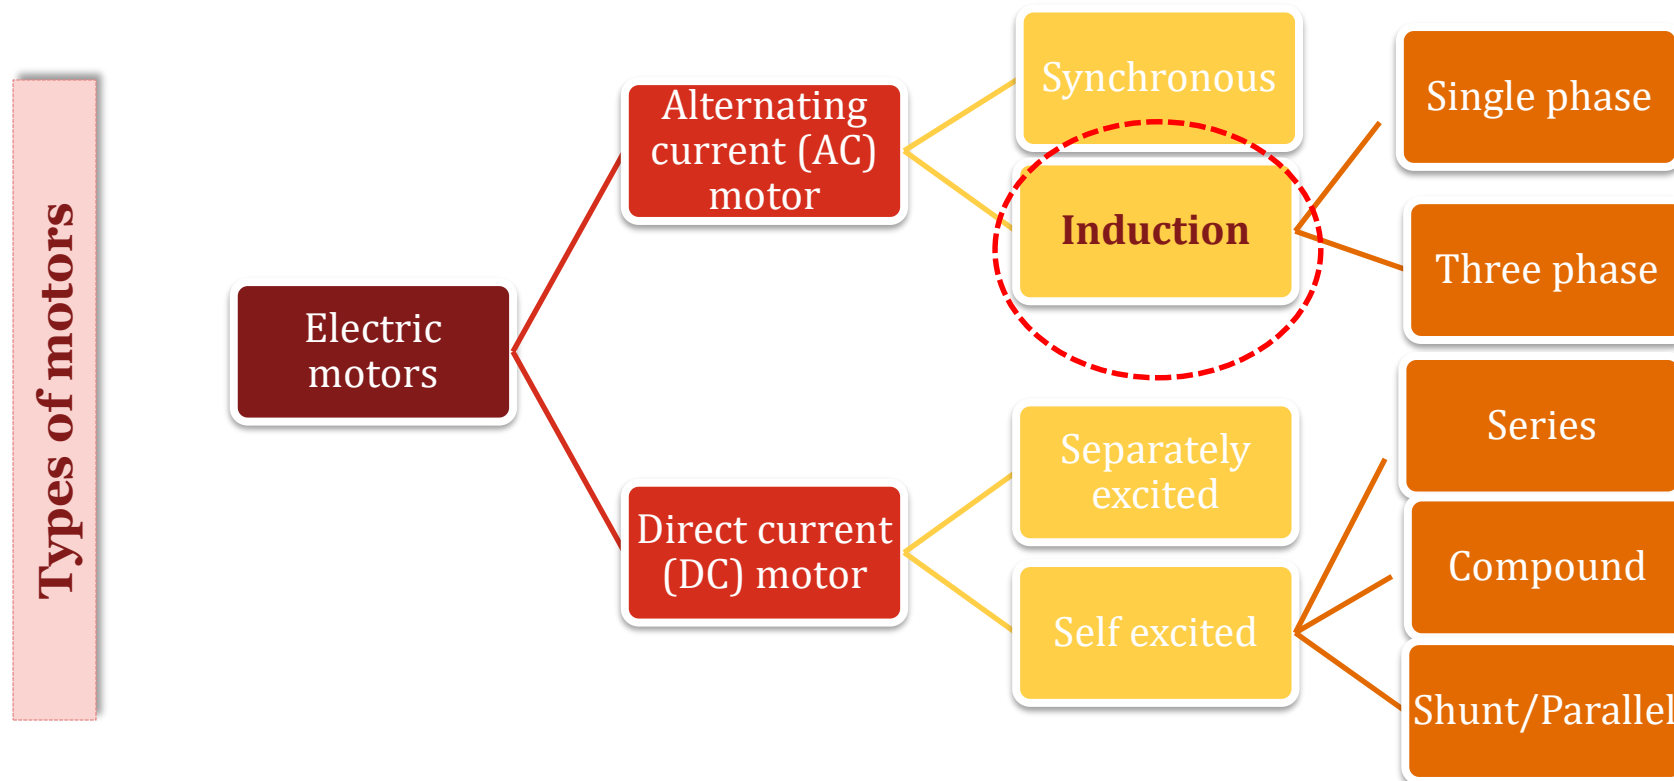 Types of motors
Electric
motors
Alternating
current (AC)
motor
Direct current
(DC) motor
Synchronous
Induction
Separately
excited
Self excited
Single phase
Three phase
Series
Compound
Shunt/Parallel